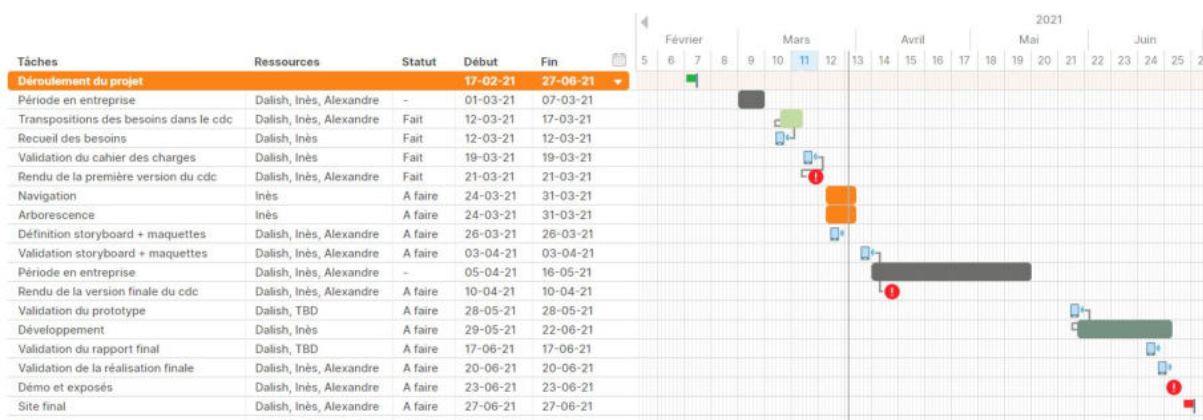 2021
Février Mars Avril Mai Juin
Tâches Ressources Statut Début Fin 5 6 7 8 9 10 11 12 13 14 15 16 17 18 19 20 21 22 23 24 25
Déroulement du projet 17-02-21 27-06-21
Période en entreprise Dalish, Inès, Alexandre - 01-03-21 07-03-21
Transpositions des besoins dans le cdc Dalish, Inès, Alexandre Fait 12-03-21 17-03-21
Recueil des besoins Dalish, Inès Fait 12-03-21 12-03-21
Validation du cahier des charges Dalish, Inès Fait 19-03-21 19-03-21
Rendu de la première version du cdc Dalish, Inès, Alexandre Fait 21-03-21 21-03-21
Navigation Inès A faire 24-03-21 31-03-21
Arborescence Inès A faire 24-03-21 31-03-21
Définition storyboard + maquettes Dalish, Inès, Alexandre A faire 26-03-21 26-03-21
Validation storyboard + maquettes Dalish, Inès, Alexandre A faire 03-04-21 03-04-21
Période en entreprise Dalish, Inès, Alexandre - 05-04-21 16-05-21
Rendu de la version finale du cdc Dalish, Inès, Alexandre A faire 10-04-21 10-04-21
Validation du prototype Dalish, TBD A faire 28-05-21 28-05-21
Développement Dalish, Inès A faire 29-05-21 22-06-21
Validation du rapport final Dalish, TBD A faire 17-06-21 17-06-21
Validation de la réalisation finale Dalish, Inès, Alexandre A faire 20-06-21 20-06-21
Démo et exposés Dalish, Inès, Alexandre A faire 23-06-21 23-06-21
Site final Dalish, Inès, Alexandre A faire 27-06-21 27-06-21